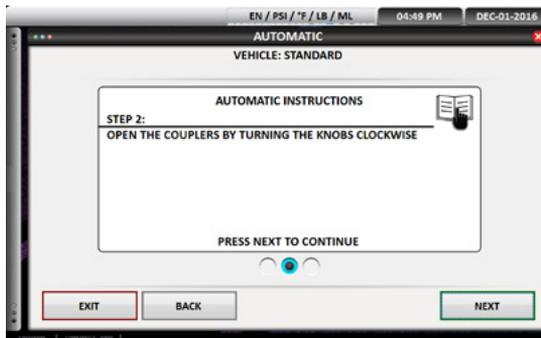 EN / PSI / °F / LB / ML 04:49 PM DEC-01-2016
AUTOMATIC
VEHICLE: STANDARD
AUTOMATIC INSTRUCTIONS
STEP 2:
OPEN THE COUPLERS BY TURNING THE KNOBS CLOCKWISE
PRESS NEXT TO CONTINUE
EXIT BACK NEXT